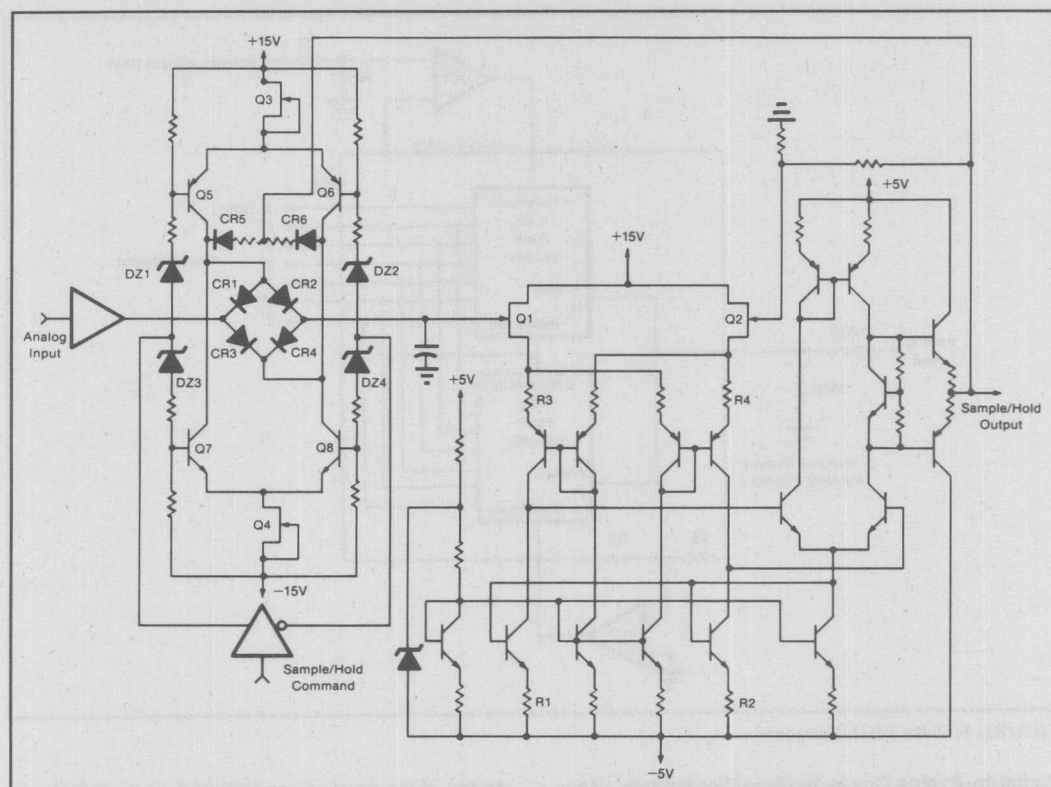 +15V
Q3
Q5
Q6
+5V
CR5
CR6
+15V
DZ1
DZ2
CR1
CR2
Q1
Q2
Analog
Input
CR3
CR4
DZ3
DZ4
+5V
R3
R4
Sample/Hold
Output
Q7
Q8
Q4
−15V
Sample/Hold
Command
R1
R2
−5V